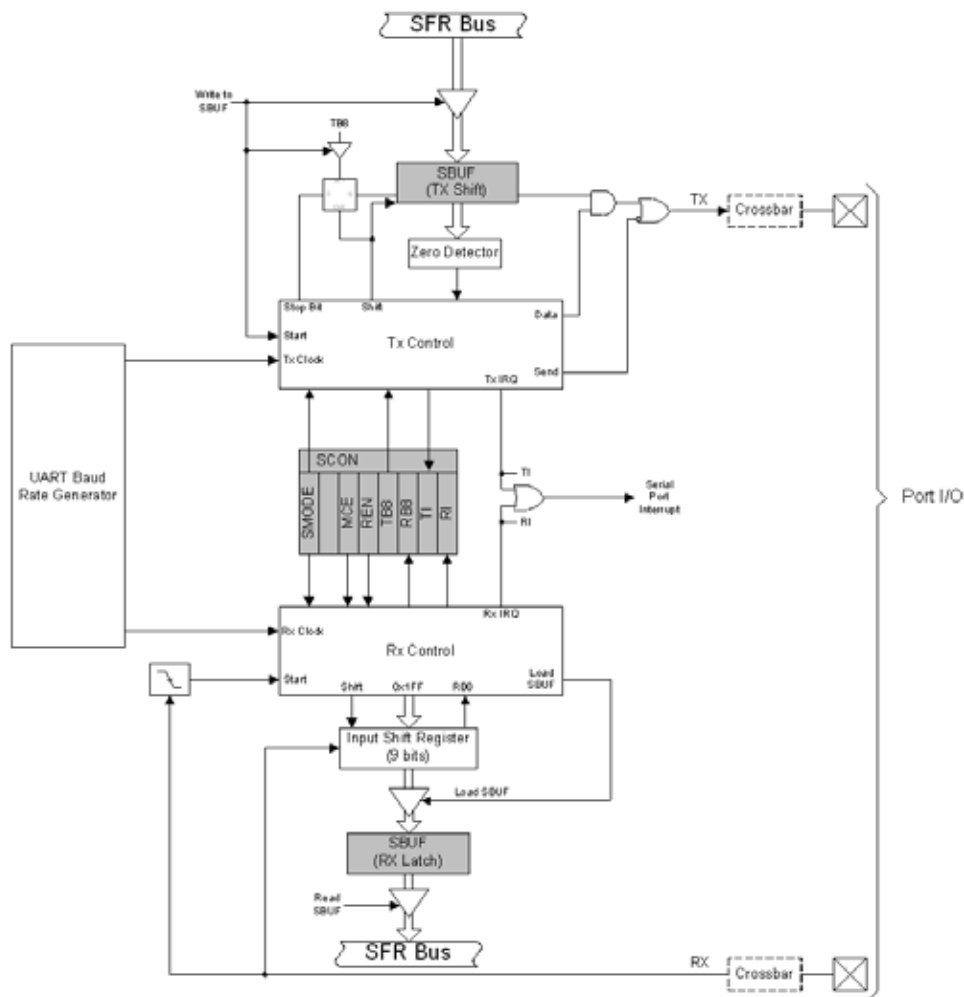 SFR Bus
Write to
SBUF
TB8
SBUF
(TX Shift)
TX
Crossbar
Zero Detector
Stop Bit
Shift
Data
Start
Tx Control
Tx Clock
Send
Tx IRQ
UART Baud
Rate Generator
SCON
SMODE
MCE
REN
TB8
RB8
TI
RI
TI
Serial
Port
Interrupt
RI
Port I/O
Rx IRQ
Rx Clock
Rx Control
Start
Load
SBUF
Shift
0x1FF
RB8
Input Shift Register
(9 bits)
Load SBUF
SBUF
(RX Latch)
Read
SBUF
SFR Bus
RX
Crossbar